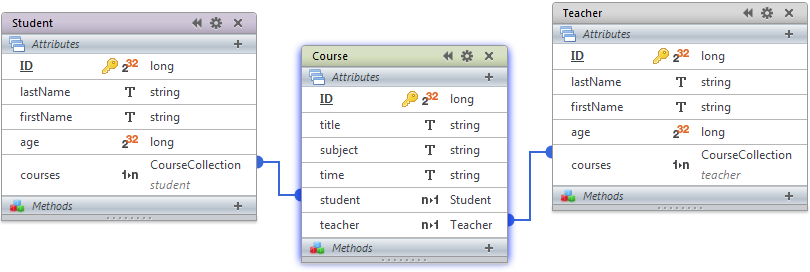 Student
Attributes
ID 2^32 long
lastName T string
firstName T string
age 2^32 long
courses 1▸n CourseCollection
student
Methods
Course
Attributes
ID 2^32 long
title T string
subject T string
time T string
student n▸1 Student
teacher n▸1 Teacher
Methods
Teacher
Attributes
ID 2^32 long
lastName T string
firstName T string
age 2^32 long
courses 1▸n CourseCollection
teacher
Methods